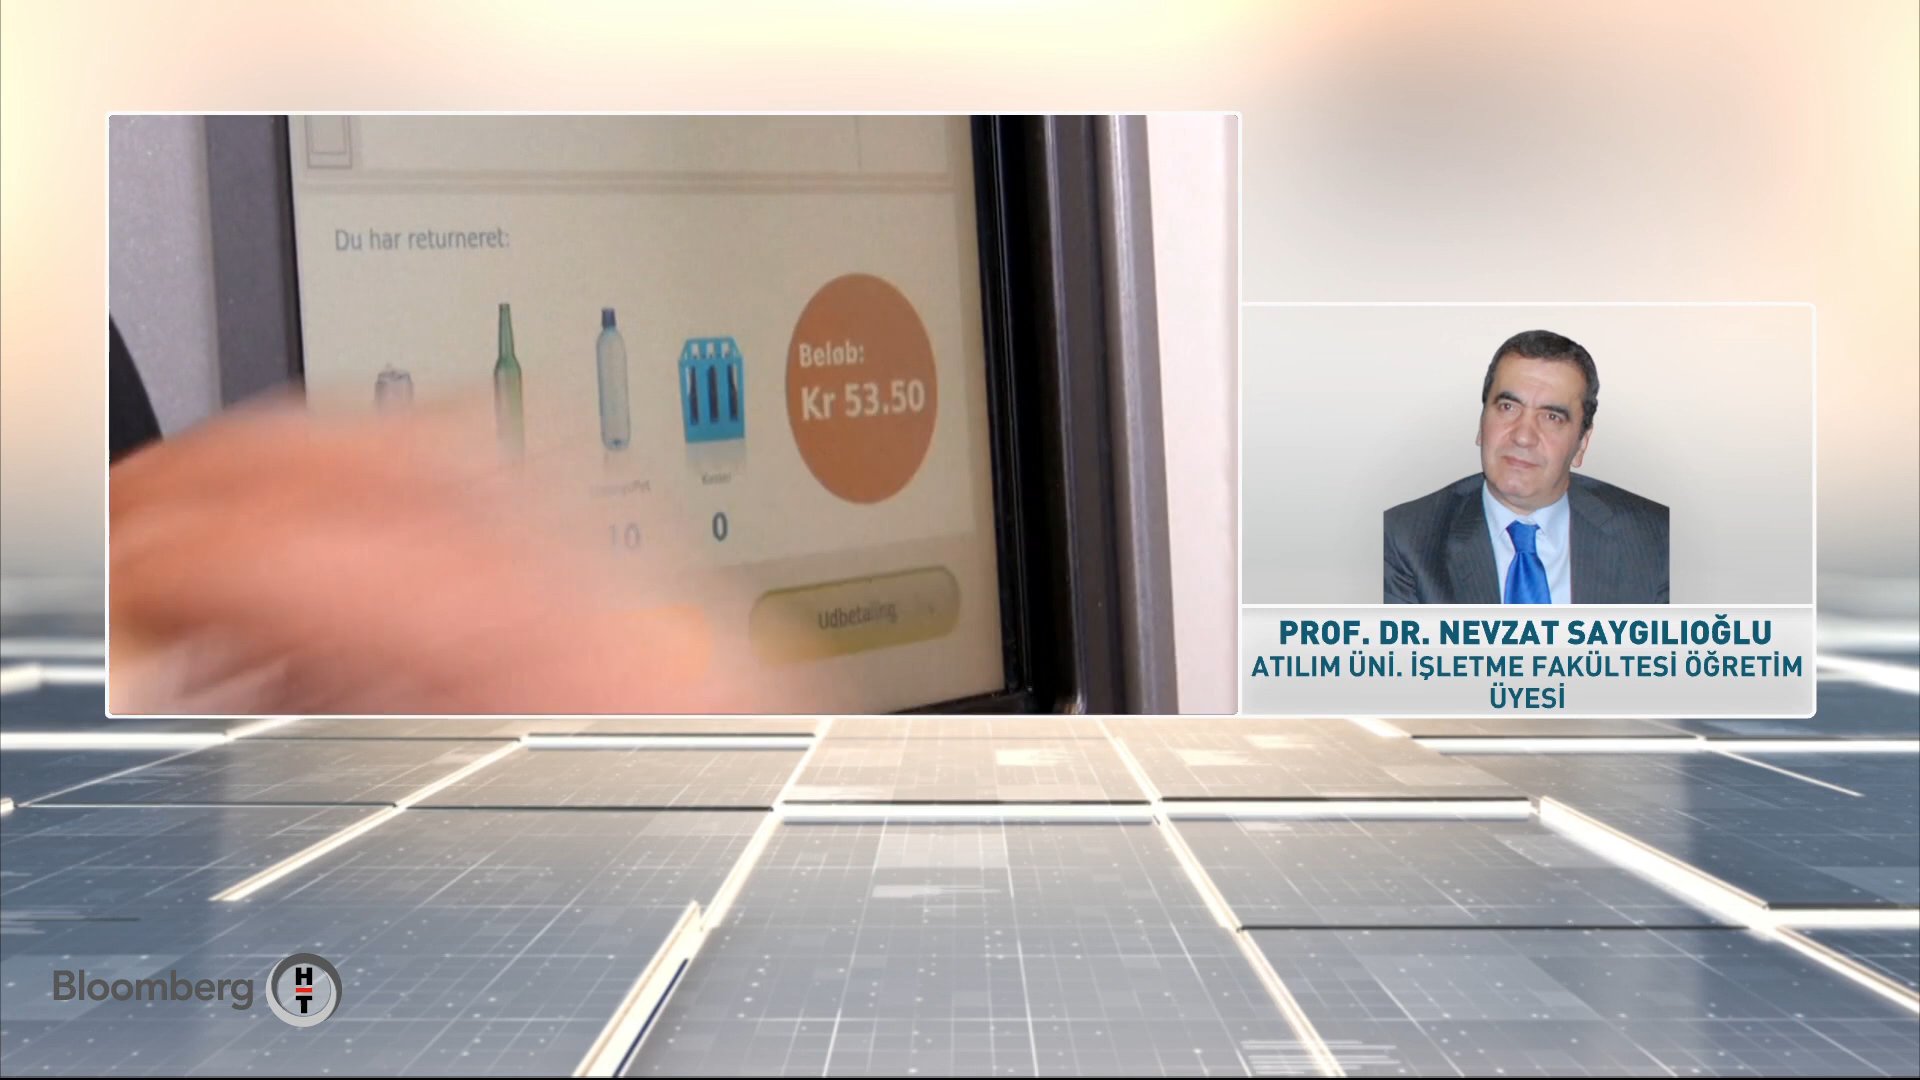 Du har returneret:
Beløb:
Kr 53.50
10
0
Udbetaling
PROF. DR. NEVZAT SAYGILIOĞLU
ATILIM ÜNİ. İŞLETME FAKÜLTESİ ÖĞRETİM
ÜYESİ
Bloomberg HT